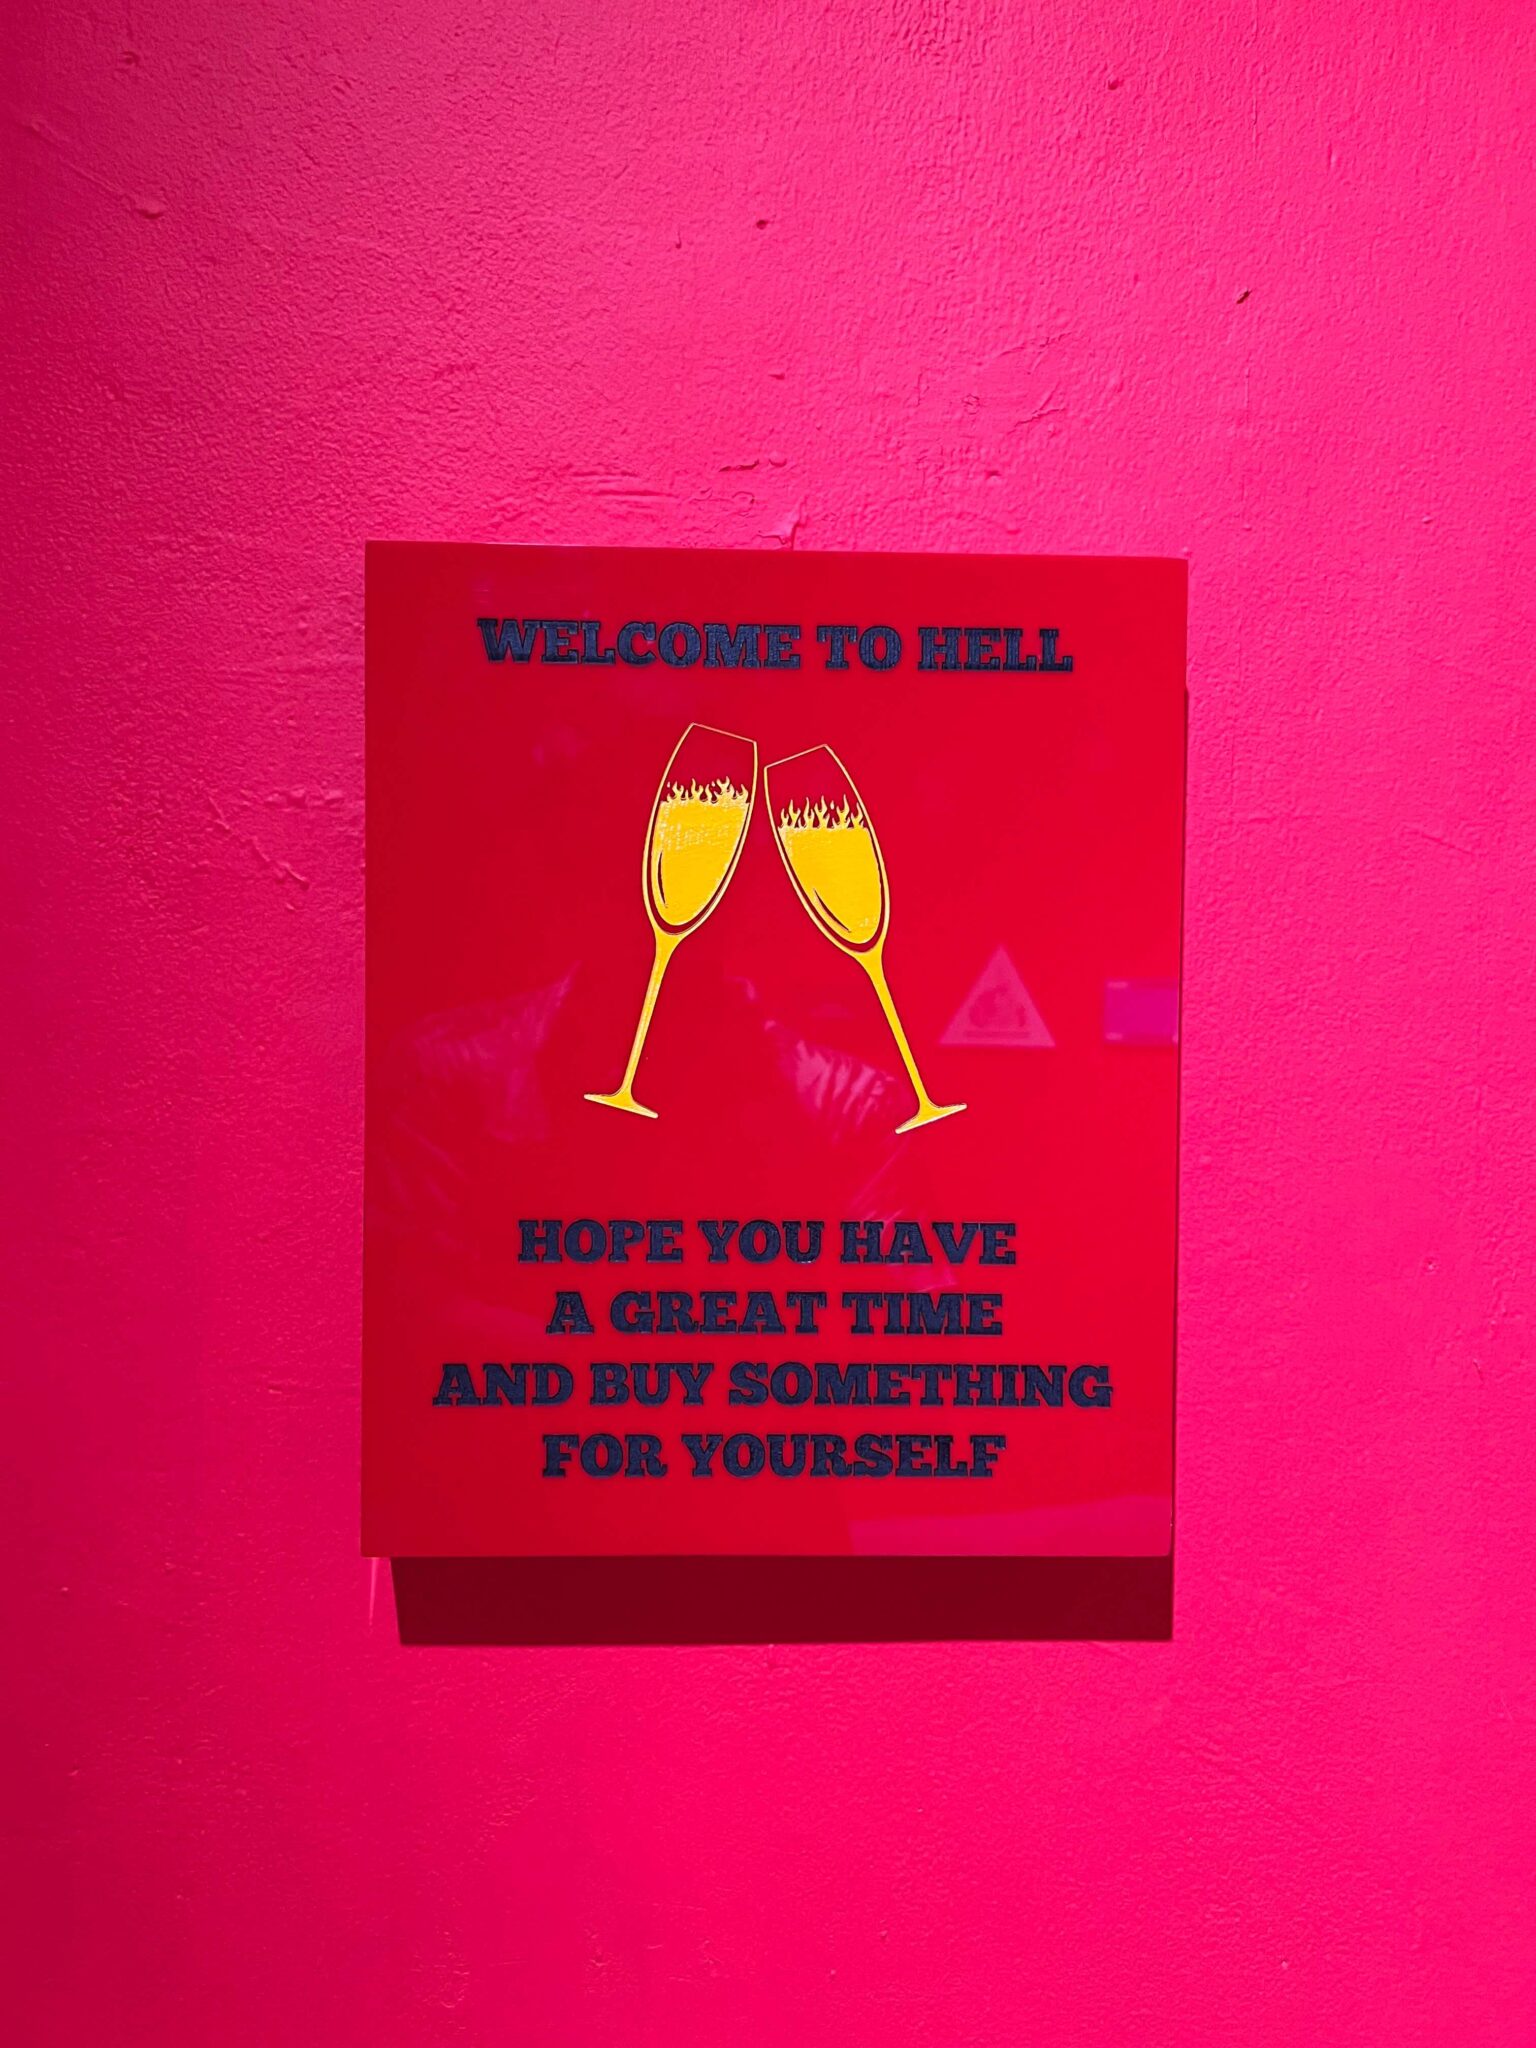 WELCOME TO HELL
HOPE YOU HAVE
A GREAT TIME
AND BUY SOMETHING
FOR YOURSELF